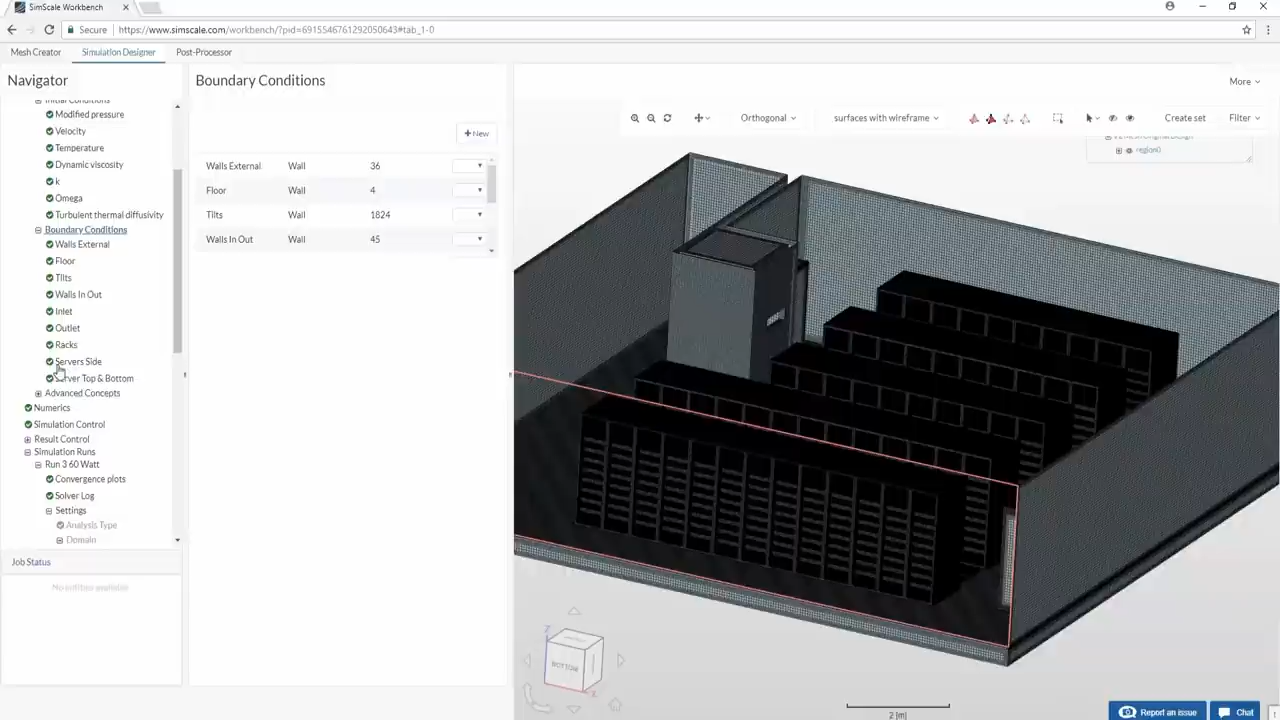 SimScale Workbench
Secure https://www.simscale.com/workbench/?pid=6915546761292050643#tab_1-0
Mesh Creator Simulation Designer Post-Processor
Navigator
Initial Conditions
Modified pressure
Velocity
Temperature
Dynamic viscosity
k
Omega
Turbulent thermal diffusivity
Boundary Conditions
Walls External
Floor
Tilts
Walls In Out
Inlet
Outlet
Racks
Servers Side
Server Top & Bottom
Advanced Concepts
Numerics
Simulation Control
Result Control
Simulation Runs
Run 3 60 Watt
Convergence plots
Solver Log
Settings
Analysis Type
Domain
Job Status
No entities available
Boundary Conditions
+ New
Walls External Wall 36
Floor Wall 4
Tilts Wall 1824
Walls In Out Wall 45
More
Orthogonal surfaces with wireframe Create set Filter
region0
Z
BOTTOM
X
2 [m]
Report an issue Chat